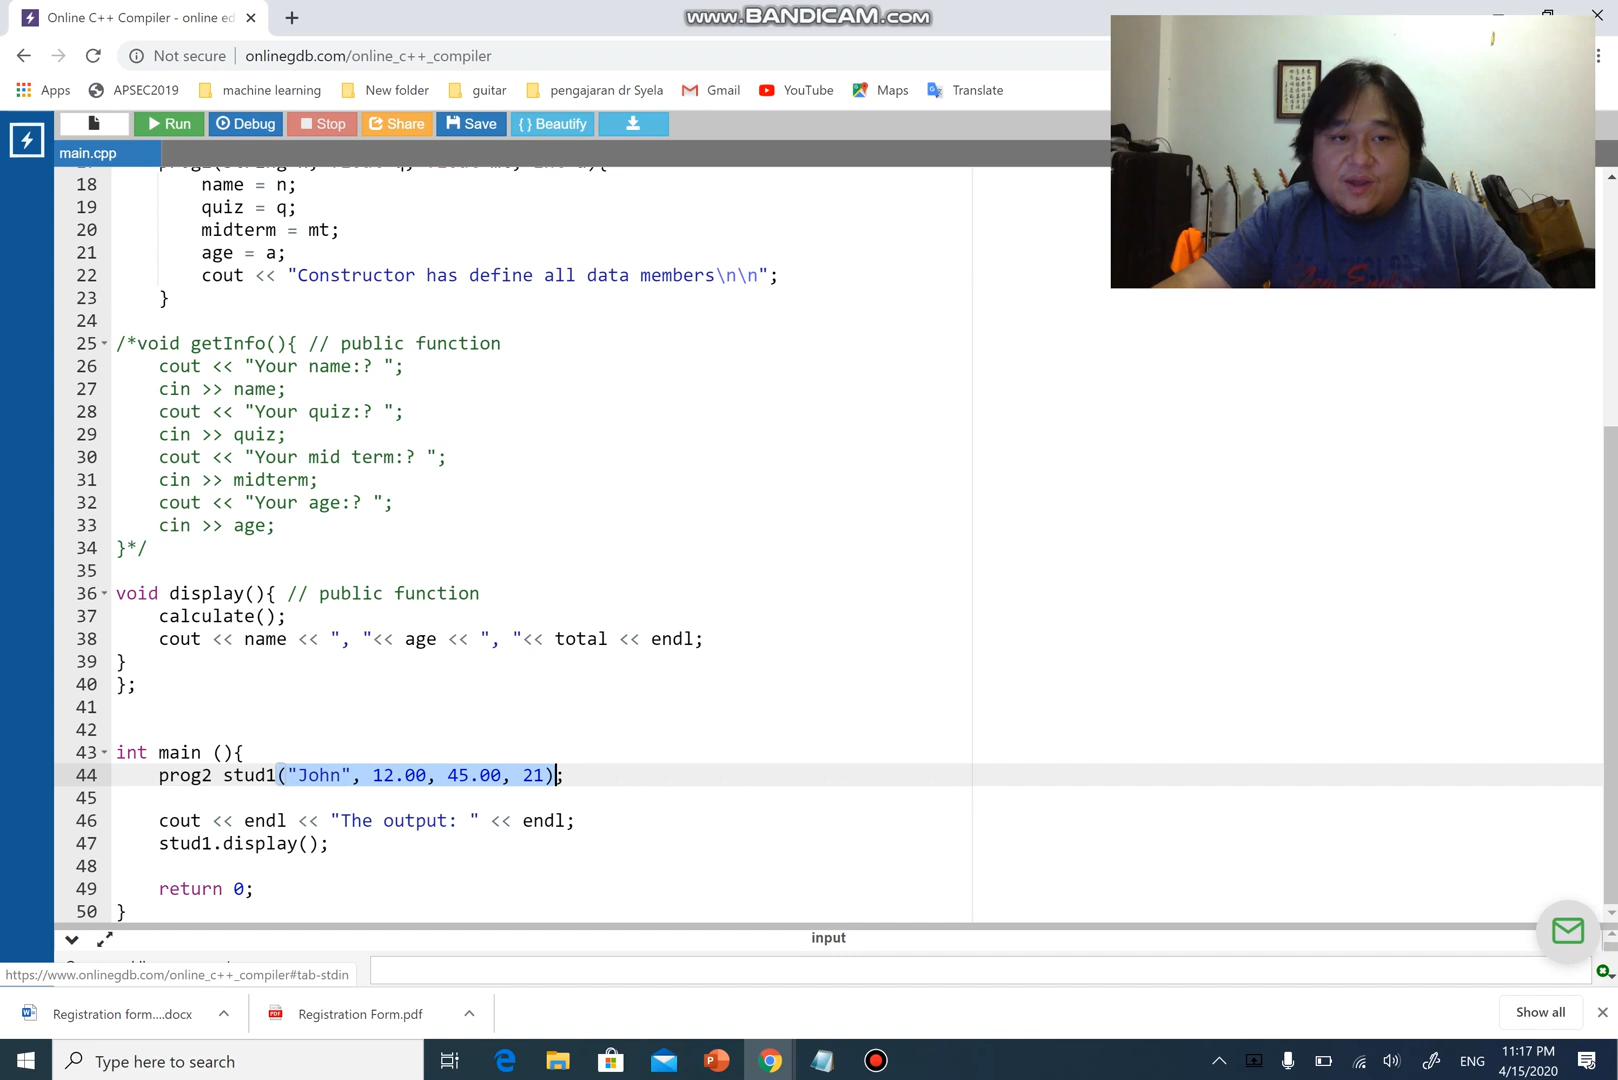 Online C++ Compiler - online ed
www.BANDICAM.com
Not secure
onlinegdb.com/online_c++_compiler
Apps
APSEC2019
machine learning
New folder
guitar
pengajaran dr Syela
Gmail
YouTube
Maps
Translate
Run
Debug
Stop
Share
Save
{ } Beautify
main.cpp
18 name = n;
19 quiz = q;
20 midterm = mt;
21 age = a;
22 cout << "Constructor has define all data members\n\n";
23 }
24
25 /*void getInfo(){ // public function
26 cout << "Your name:? ";
27 cin >> name;
28 cout << "Your quiz:? ";
29 cin >> quiz;
30 cout << "Your mid term:? ";
31 cin >> midterm;
32 cout << "Your age:? ";
33 cin >> age;
34 }*/
35
36 void display(){ // public function
37 calculate();
38 cout << name << ", "<< age << ", "<< total << endl;
39 }
40 };
41
42
43 int main (){
44 prog2 stud1("John", 12.00, 45.00, 21);
45
46 cout << endl << "The output: " << endl;
47 stud1.display();
48
49 return 0;
50 }
input
https://www.onlinegdb.com/online_c++_compiler#tab-stdin
Registration form....docx
Registration Form.pdf
Show all
Type here to search
ENG
11:17 PM
4/15/2020